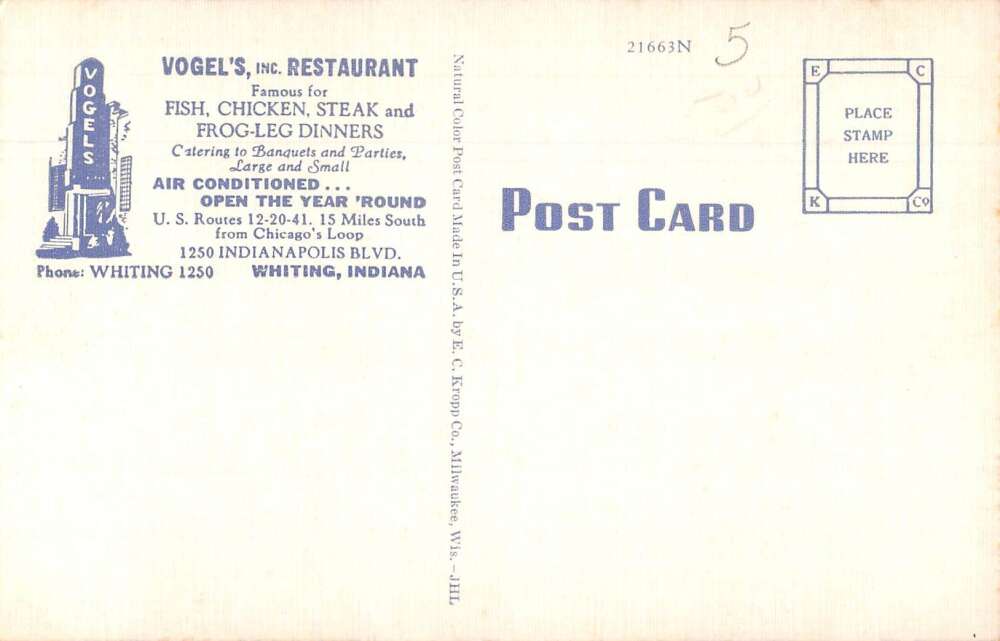 VOGELS
VOGEL'S, INC. RESTAURANT
Famous for
FISH, CHICKEN, STEAK and
FROG-LEG DINNERS
Catering to Banquets and Parties,
Large and Small
AIR CONDITIONED...
OPEN THE YEAR 'ROUND
U. S. Routes 12-20-41. 15 Miles South
from Chicago's Loop
1250 INDIANAPOLIS BLVD.
Phone: WHITING 1250 WHITING, INDIANA
Natural Color Post Card Made In U.S.A. by E. C. Kropp Co., Milwaukee, Wis. -JHL
21663N
5
POST CARD
E C
PLACE
STAMP
HERE
K Co